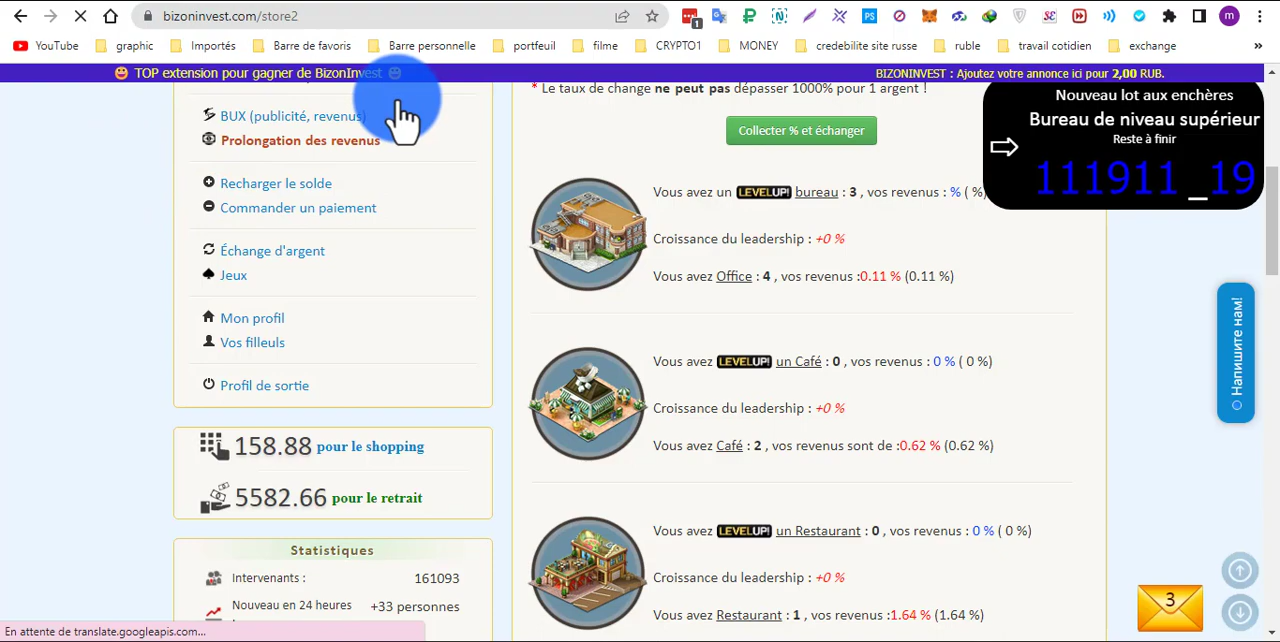 bizoninvest.com/store2
1
PS
SE
m
YouTube graphic Importés Barre de favoris Barre personnelle portfeuil filme CRYPTO1 MONEY credebilite site russe ruble travail cotidien exchange »
TOP extension pour gagner de BizonInvest
BIZONINVEST : Ajoutez votre annonce ici pour 2,00 RUB.
BUX (publicité, revenus)
Prolongation des revenus
Recharger le solde
Commander un paiement
Échange d'argent
Jeux
Mon profil
Vos filleuls
Profil de sortie
158.88 pour le shopping
5582.66 pour le retrait
Statistiques
Intervenants : 161093
Nouveau en 24 heures +33 personnes
* Le taux de change ne peut pas dépasser 1000% pour 1 argent !
Collecter % et échanger
Vous avez un LEVELUP! bureau : 3 , vos revenus : % ( %)
Croissance du leadership : +0 %
Vous avez Office : 4 , vos revenus :0.11 % (0.11 %)
Vous avez LEVELUP! un Café : 0 , vos revenus : 0 % ( 0 %)
Croissance du leadership : +0 %
Vous avez Café : 2 , vos revenus sont de :0.62 % (0.62 %)
Vous avez LEVELUP! un Restaurant : 0 , vos revenus : 0 % ( 0 %)
Croissance du leadership : +0 %
Vous avez Restaurant : 1 , vos revenus :1.64 % (1.64 %)
Nouveau lot aux enchères
Bureau de niveau supérieur
Reste à finir
111911 _19
Напишите нам!
3
En attente de translate.googleapis.com...